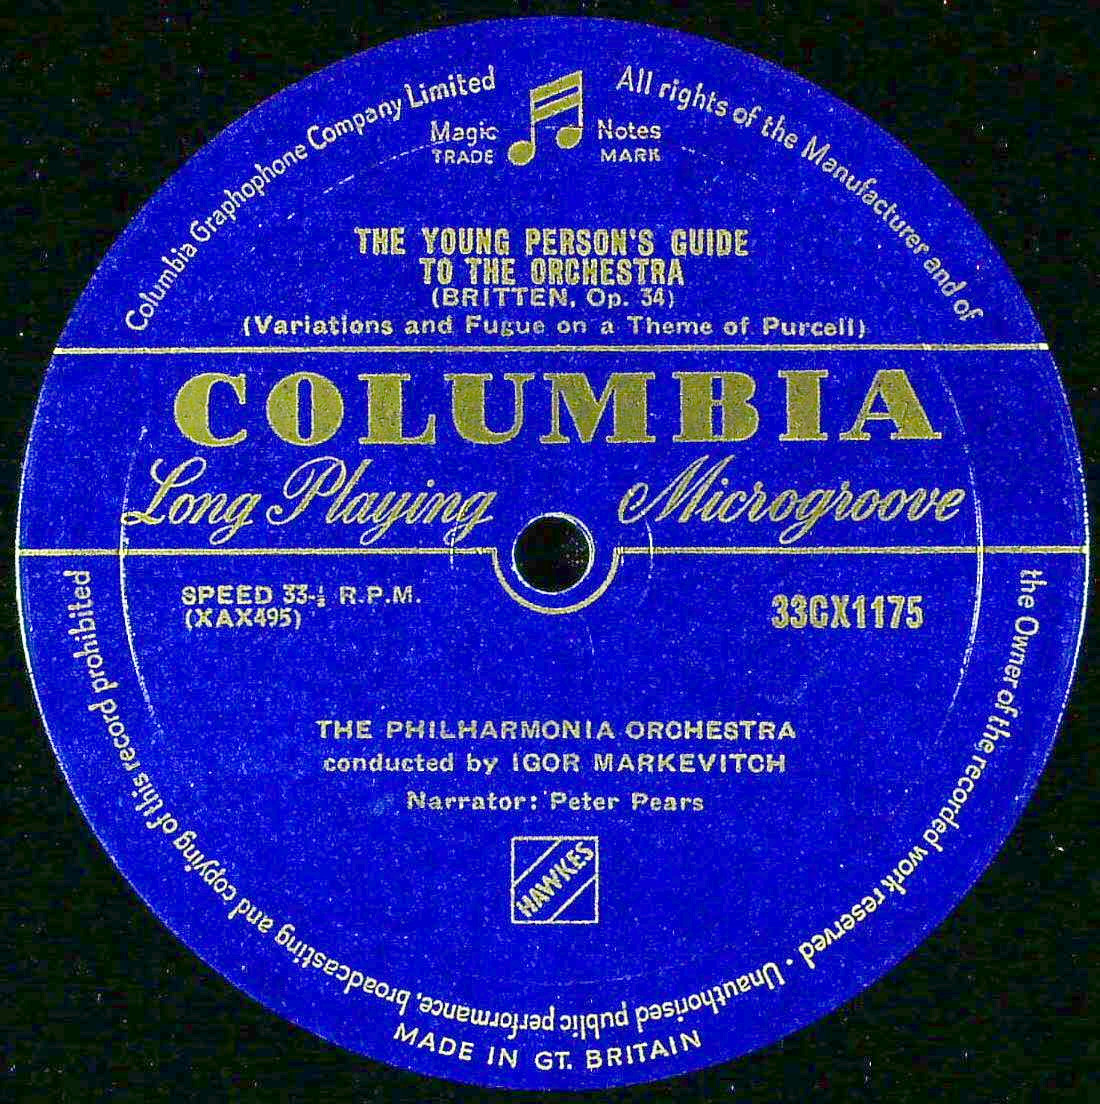 Columbia Graphophone Company Limited
All rights of the Manufacturer and of
the Owner of the recorded work reserved · Unauthorised public performance, broadcasting and copying of this record prohibited
Magic Notes
TRADE MARK
THE YOUNG PERSON'S GUIDE
TO THE ORCHESTRA
(BRITTEN, Op. 34)
(Variations and Fugue on a Theme of Purcell)
COLUMBIA
Long Playing Microgroove
SPEED 33-⅓ R.P.M.
(XAX495)
33CX1175
THE PHILHARMONIA ORCHESTRA
conducted by IGOR MARKEVITCH
Narrator: Peter Pears
HAWKES
MADE IN GT. BRITAIN